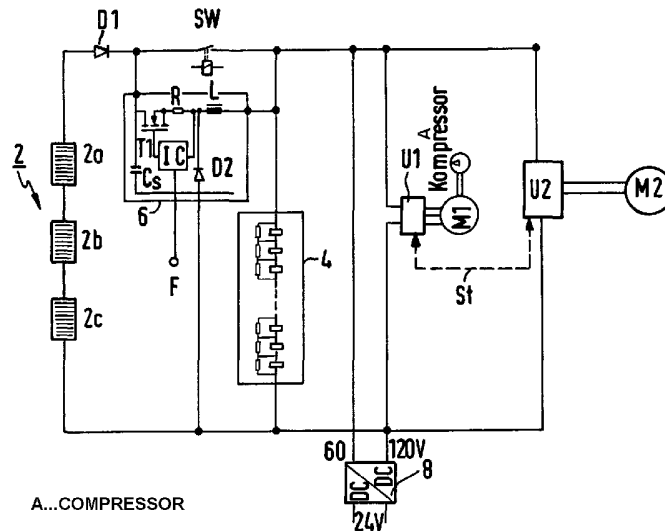 D1
SW
R
L
T1
IC
D2
Cs
6
F
2
2a
2b
2c
4
A
Kompressor
U1
M1
U2
M2
St
60
120V
DC
DC
8
24V
A...COMPRESSOR